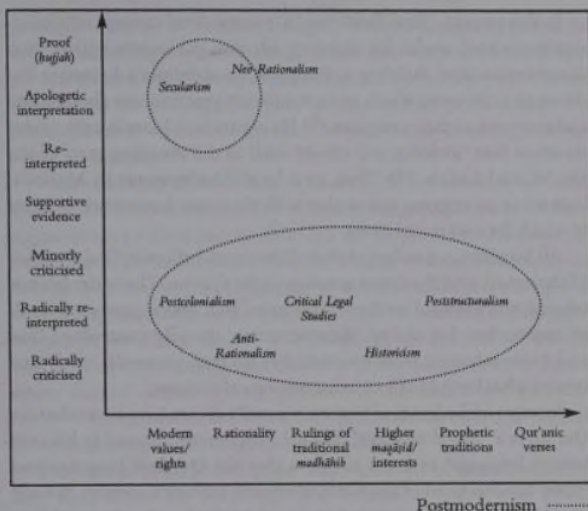 Proof
(hujjah)
Apologetic
interpretation
Re-
interpreted
Supportive
evidence
Minorly
criticised
Radically re-
interpreted
Radically
criticised
Neo-Rationalism
Secularism
Postcolonialism
Critical Legal
Studies
Poststructuralism
Anti-
Rationalism
Historicism
Modern
values/
rights
Rationality
Rulings of
traditional
madhāhib
Higher
maqāṣid/
interests
Prophetic
traditions
Qur'anic
verses
Postmodernism